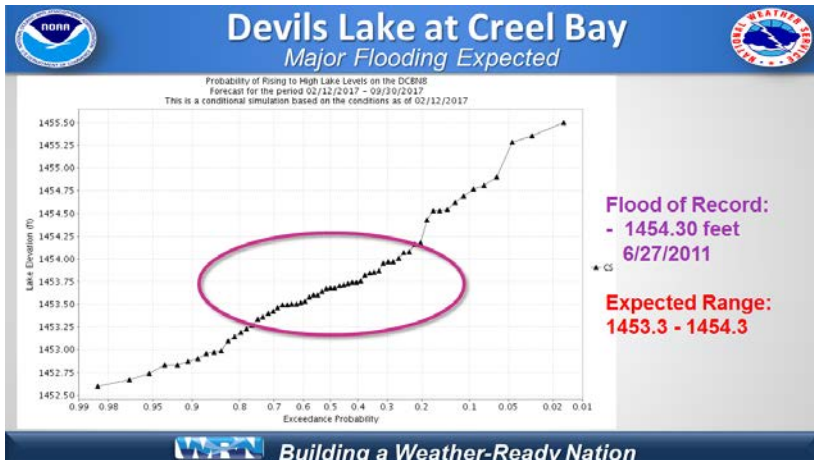 NOAA
Devils Lake at Creel Bay
Major Flooding Expected
NATIONAL WEATHER SERVICE
Probability of Rising to High Lake Levels on the DCBN8
Forecast for the period 02/12/2017 - 09/30/2017
This is a conditional simulation based on the conditions as of 02/12/2017
Lake Elevation (ft)
1455.50
1455.25
1455.00
1454.75
1454.50
1454.25
1454.00
1453.75
1453.50
1453.25
1453.00
1452.75
1452.50
0.99 0.98 0.95 0.9 0.8 0.7 0.6 0.5 0.4 0.3 0.2 0.1 0.05 0.02 0.01
Exceedance Probability
CS
Flood of Record:
- 1454.30 feet
6/27/2011
Expected Range:
1453.3 - 1454.3
WRN
Building a Weather-Ready Nation